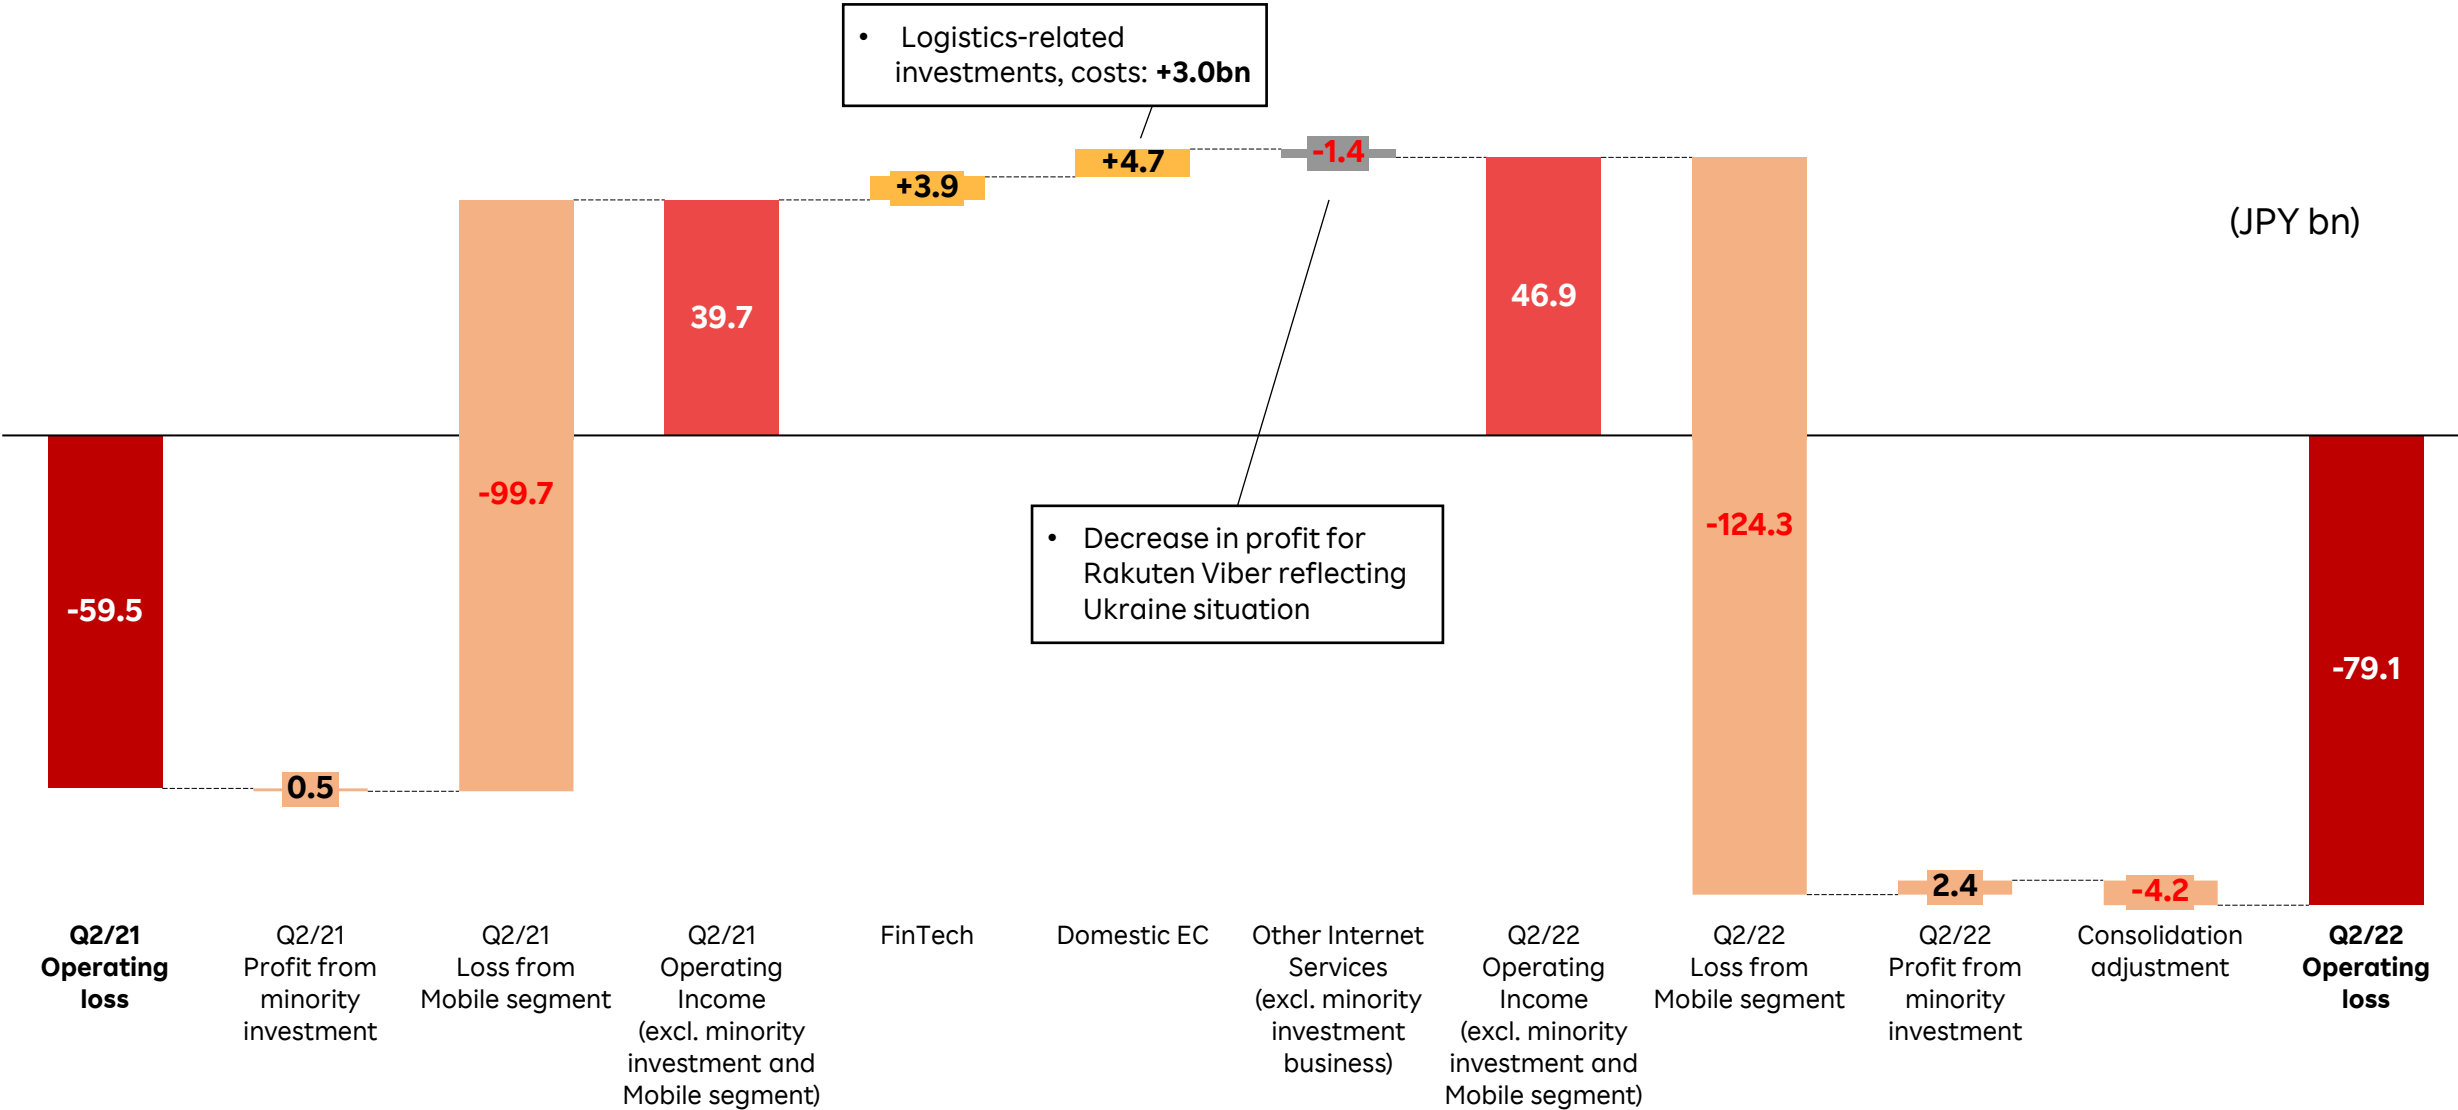 • Logistics-related
investments, costs: +3.0bn
+4.7
-1.4
+3.9
(JPY bn)
39.7
46.9
-99.7
-124.3
• Decrease in profit for
Rakuten Viber reflecting
Ukraine situation
-59.5
-79.1
0.5
2.4
-4.2
Q2/21
Operating
loss
Q2/21
Profit from
minority
investment
Q2/21
Loss from
Mobile segment
Q2/21
Operating
Income
(excl. minority
investment and
Mobile segment)
FinTech
Domestic EC
Other Internet
Services
(excl. minority
investment
business)
Q2/22
Operating
Income
(excl. minority
investment and
Mobile segment)
Q2/22
Loss from
Mobile segment
Q2/22
Profit from
minority
investment
Consolidation
adjustment
Q2/22
Operating
loss